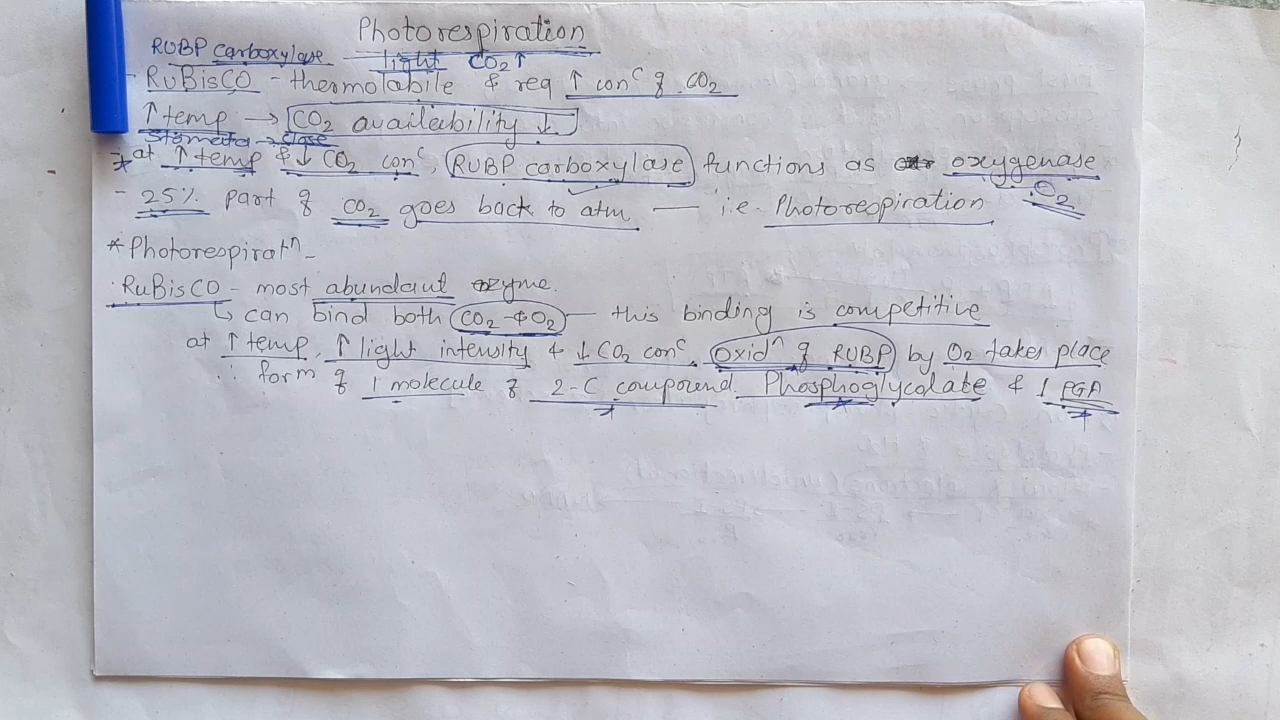 Photorespiration
RUBP carboxylase light CO2↑
- RuBisCO - thermolabile & req ↑ conc of CO2
↑ temp → CO2 availability ↓
Stomata → close
* at ↑ temp & ↓ CO2 conc, RUBP carboxylase functions as oxygenase
O2
- 25% part of CO2 goes back to atm — i.e. Photorespiration
* Photorespiratn -
RuBisCO - most abundant ezyme.
↳ can bind both CO2 & O2 — this binding is competitive
at ↑ temp, ↑ light intensity & ↓ CO2 conc. Oxidn of RUBP by O2 takes place
∴ form of 1 molecule of 2-C compound Phosphoglycolate & 1 PGA